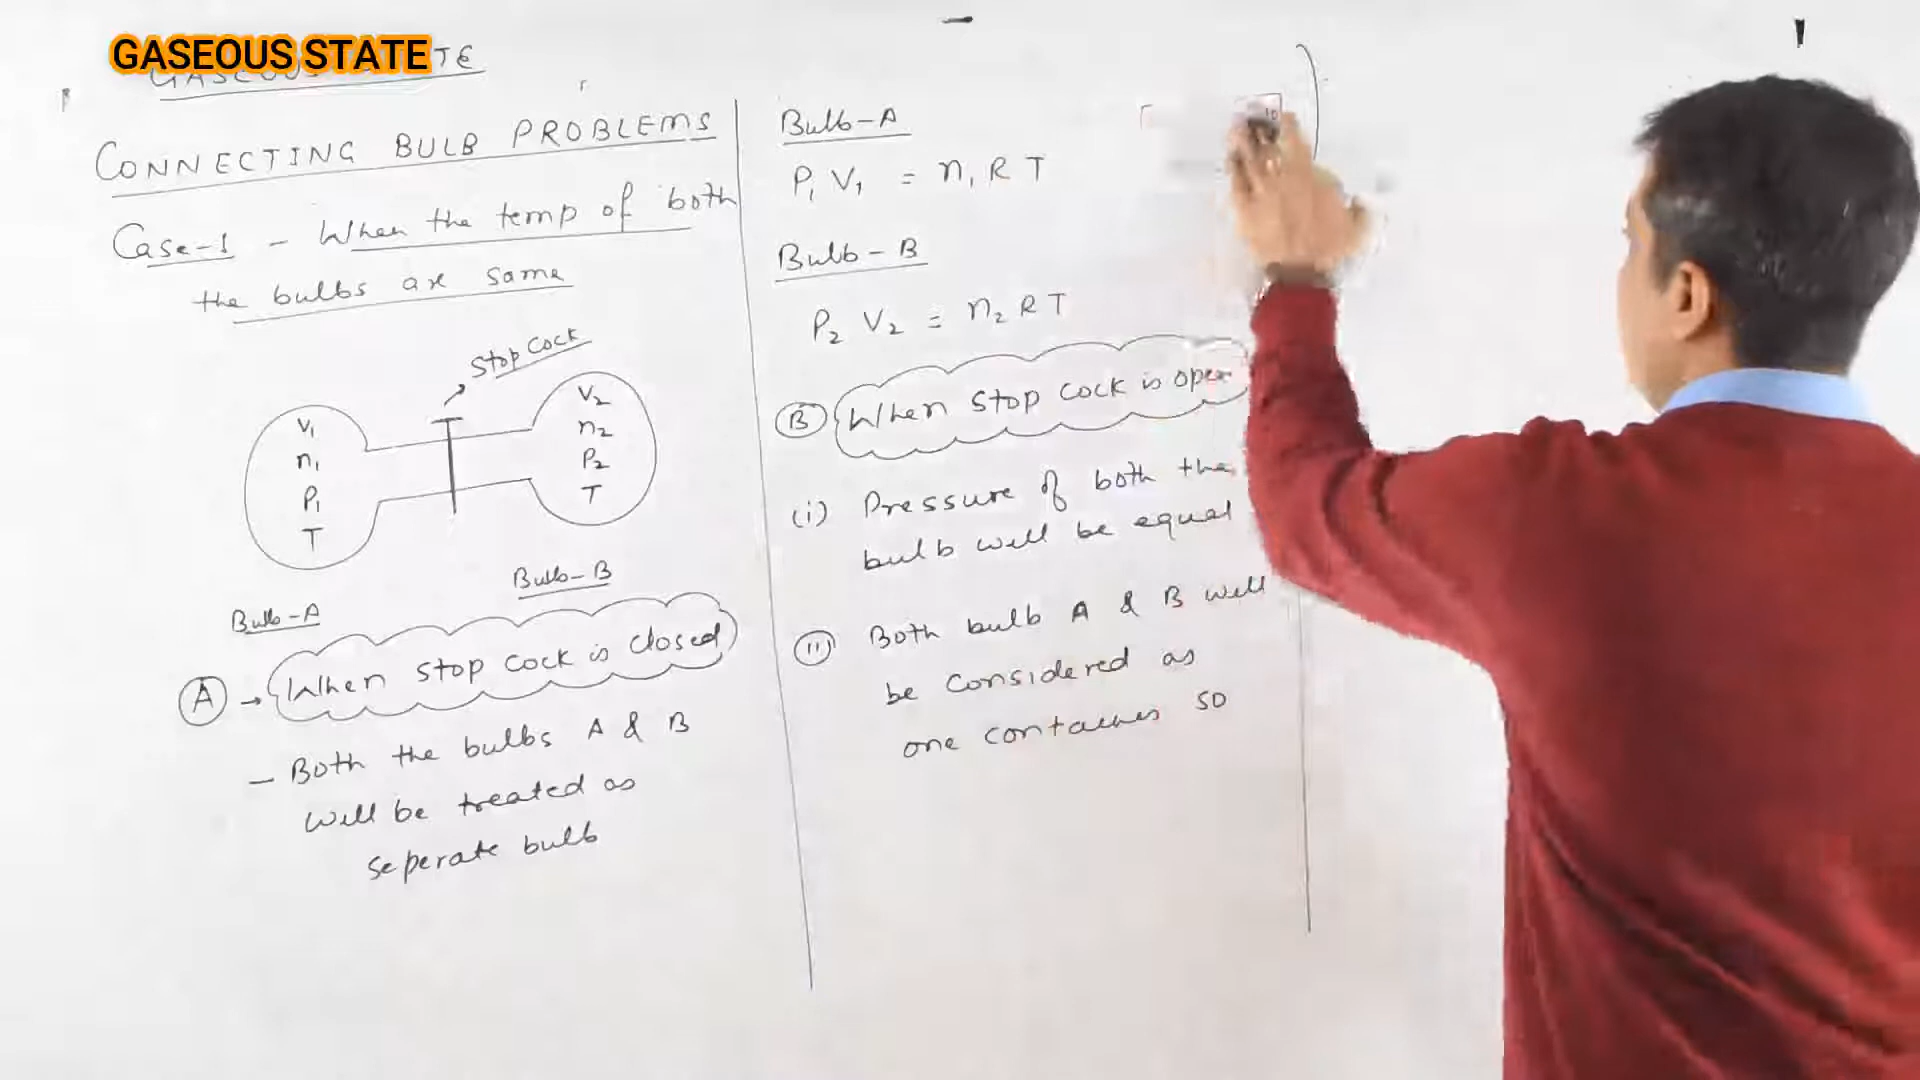 GASEOUS STATE
CONNECTING BULB PROBLEMS
Case-1 - When the temp of both
the bulbs are same
Stop Cock
V₁
n₁
P₁
T
V₂
n₂
P₂
T
Bulb-A
Bulb-B
A → When stop cock is closed
- Both the bulbs A & B
will be treated as
seperate bulb
Bulb-A
P₁ V₁ = n₁ R T
Bulb-B
P₂ V₂ = n₂ R T
B When stop cock is open
(i) Pressure of both the
bulb will be equal
(ii) Both bulb A & B will
be considered as
one container so